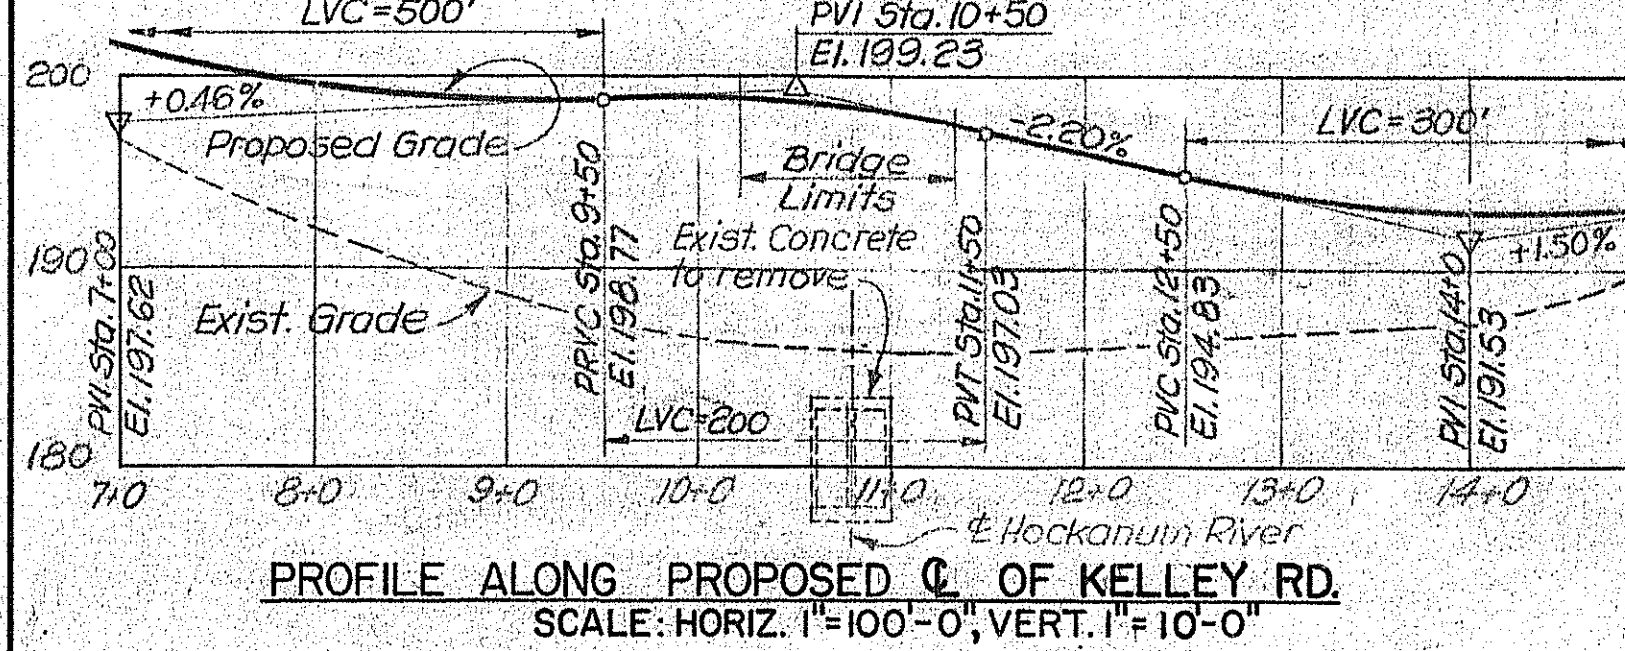 LVC=500'
PVI Sta. 10+50
El. 199.23
200
+0.46%
Proposed Grade
-2.20%
LVC=300'
Bridge
Limits
Exist. Concrete
to remove
190
Exist. Grade
+1.50%
PVI Sta. 7+00
El. 197.62
PRVC Sta. 9+50
El. 198.77
PVT Sta. 11+50
El. 197.03
PVC Sta. 12+50
El. 194.83
PVI Sta. 14+0
El. 191.53
LVC=200
180
7+0
8+0
9+0
10+0
11+0
12+0
13+0
14+0
℄ Hockanum River
PROFILE ALONG PROPOSED ℄ OF KELLEY RD.
SCALE: HORIZ. 1"=100'-0", VERT. 1"=10'-0"